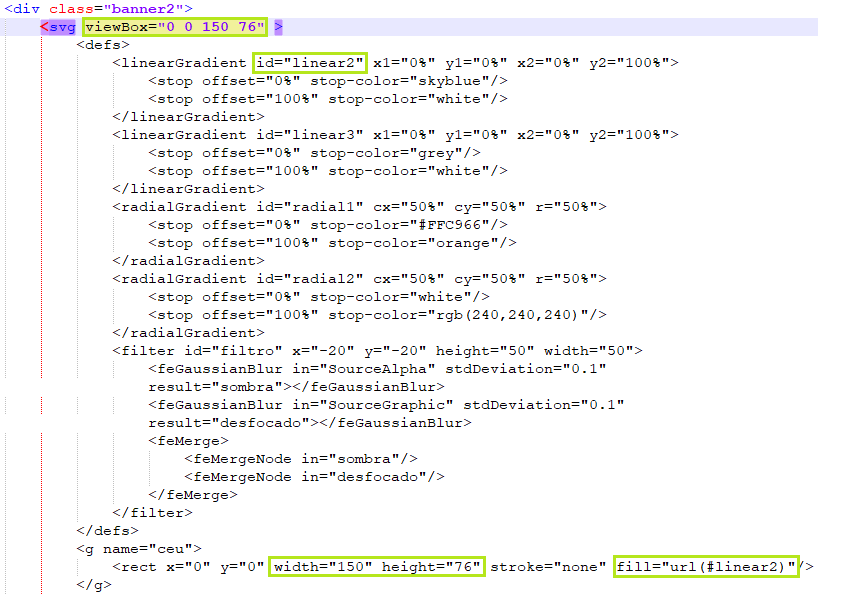 <div class="banner2">
<svg viewBox="0 0 150 76" >
<defs>
<linearGradient id="linear2" x1="0%" y1="0%" x2="0%" y2="100%">
<stop offset="0%" stop-color="skyblue"/>
<stop offset="100%" stop-color="white"/>
</linearGradient>
<linearGradient id="linear3" x1="0%" y1="0%" x2="0%" y2="100%">
<stop offset="0%" stop-color="grey"/>
<stop offset="100%" stop-color="white"/>
</linearGradient>
<radialGradient id="radial1" cx="50%" cy="50%" r="50%">
<stop offset="0%" stop-color="#FFC966"/>
<stop offset="100%" stop-color="orange"/>
</radialGradient>
<radialGradient id="radial2" cx="50%" cy="50%" r="50%">
<stop offset="0%" stop-color="white"/>
<stop offset="100%" stop-color="rgb(240,240,240)"/>
</radialGradient>
<filter id="filtro" x="-20" y="-20" height="50" width="50">
<feGaussianBlur in="SourceAlpha" stdDeviation="0.1"
result="sombra"></feGaussianBlur>
<feGaussianBlur in="SourceGraphic" stdDeviation="0.1"
result="desfocado"></feGaussianBlur>
<feMerge>
<feMergeNode in="sombra"/>
<feMergeNode in="desfocado"/>
</feMerge>
</filter>
</defs>
<g name="ceu">
<rect x="0" y="0" width="150" height="76" stroke="none" fill="url(#linear2)"/>
</g>